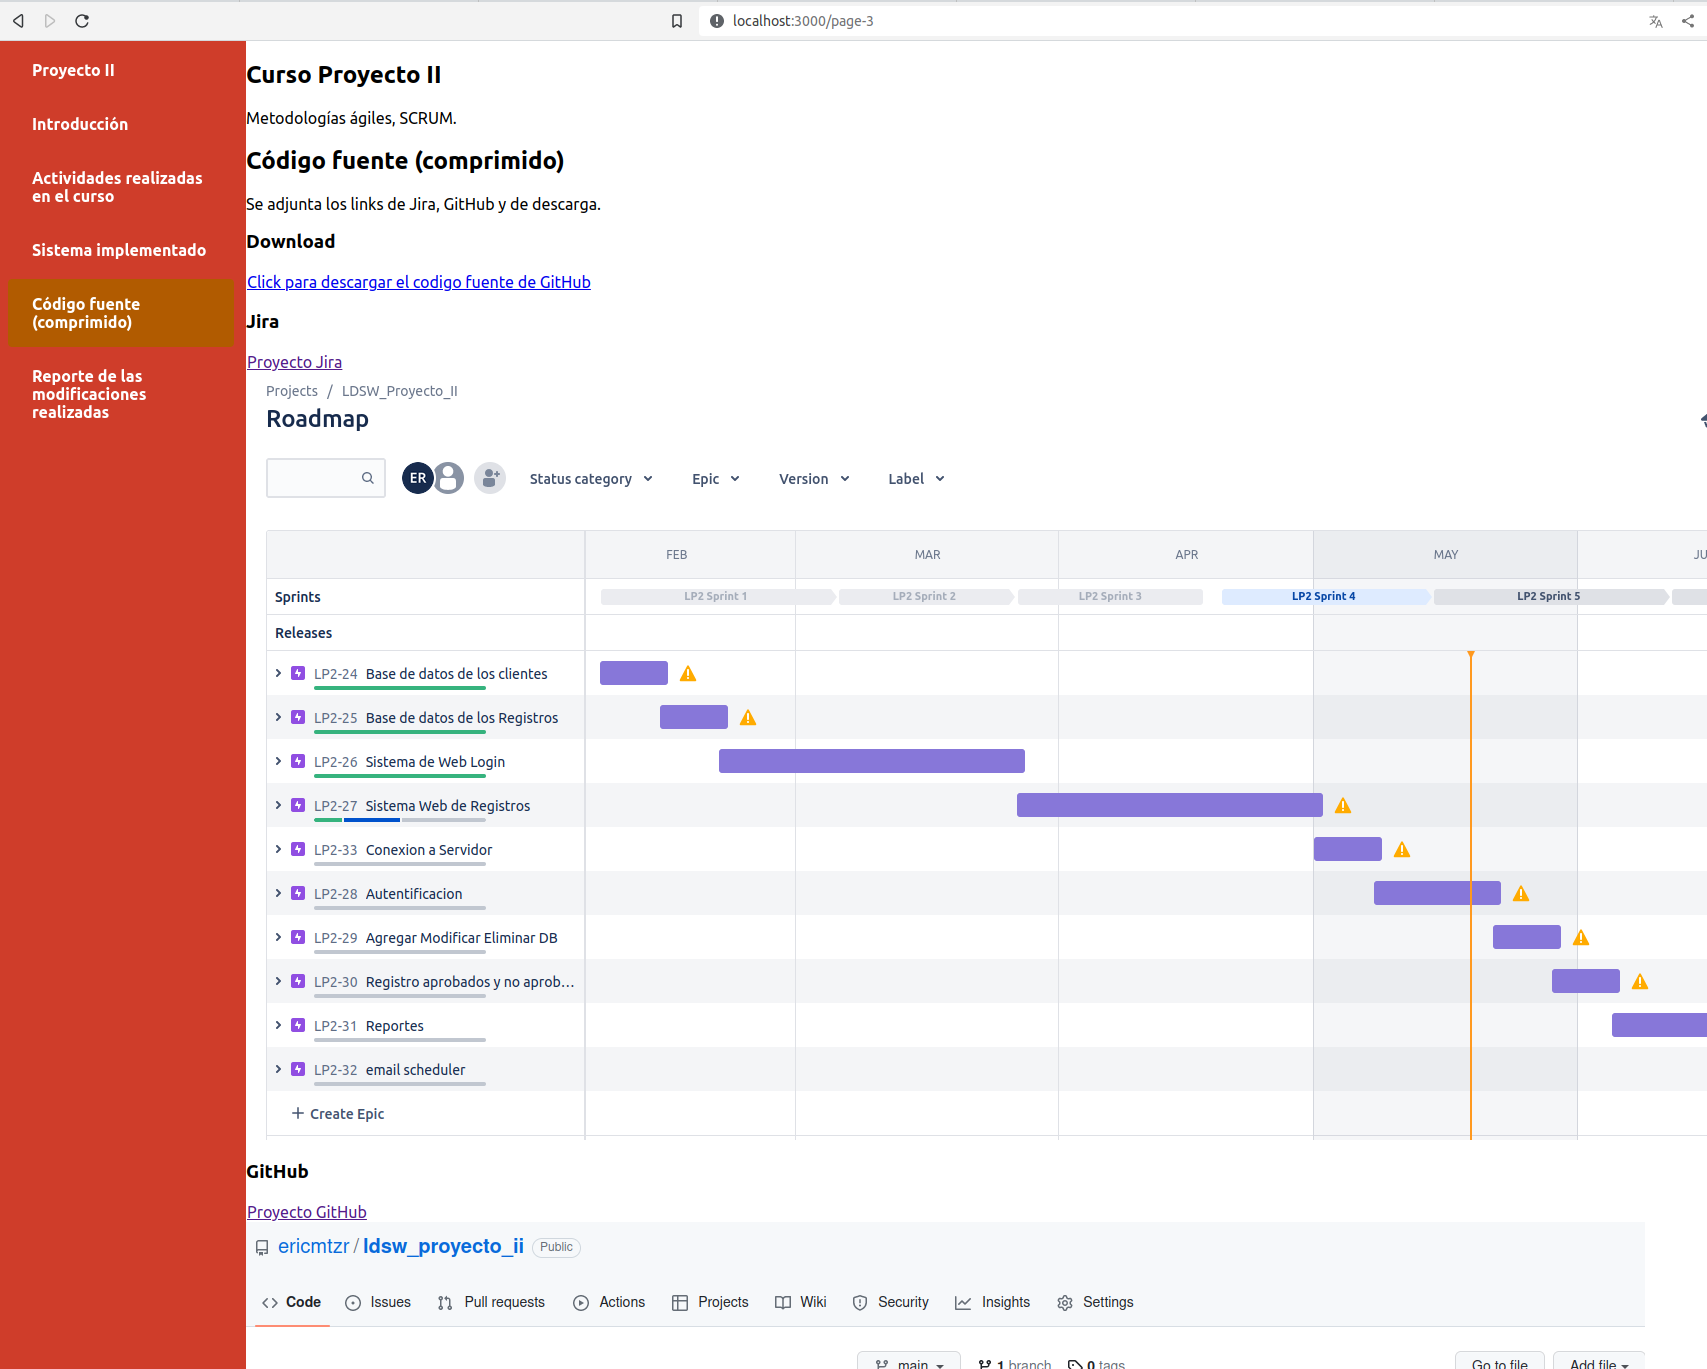 localhost:3000/page-3
Proyecto II
Introducción
Actividades realizadas
en el curso
Sistema implementado
Código fuente
(comprimido)
Reporte de las
modificaciones
realizadas
Curso Proyecto II
Metodologías ágiles, SCRUM.
Código fuente (comprimido)
Se adjunta los links de Jira, GitHub y de descarga.
Download
Click para descargar el codigo fuente de GitHub
Jira
Proyecto Jira
Projects / LDSW_Proyecto_II
Roadmap
ER Status category Epic Version Label
FEB MAR APR MAY JU
Sprints LP2 Sprint 1 LP2 Sprint 2 LP2 Sprint 3 LP2 Sprint 4 LP2 Sprint 5
Releases
LP2-24 Base de datos de los clientes
LP2-25 Base de datos de los Registros
LP2-26 Sistema de Web Login
LP2-27 Sistema Web de Registros
LP2-33 Conexion a Servidor
LP2-28 Autentificacion
LP2-29 Agregar Modificar Eliminar DB
LP2-30 Registro aprobados y no aprob...
LP2-31 Reportes
LP2-32 email scheduler
+ Create Epic
GitHub
Proyecto GitHub
ericmtzr / ldsw_proyecto_ii Public
Code Issues Pull requests Actions Projects Wiki Security Insights Settings
main 1 branch 0 tags Go to file Add file